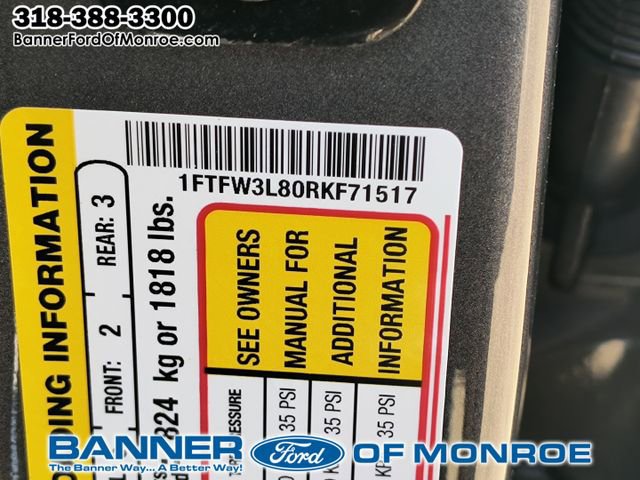 318-388-3300
BannerFordOfMonroe.com
1FTFW3L80RKF71517
DING INFORMATION
FRONT: 2 REAR: 3
824 kg or 1818 lbs.
SEE OWNERS
MANUAL FOR
ADDITIONAL
INFORMATION
35 PSI
35 PSI
35 PSI
BANNER Ford OF MONROE
The Banner Way... A Better Way!